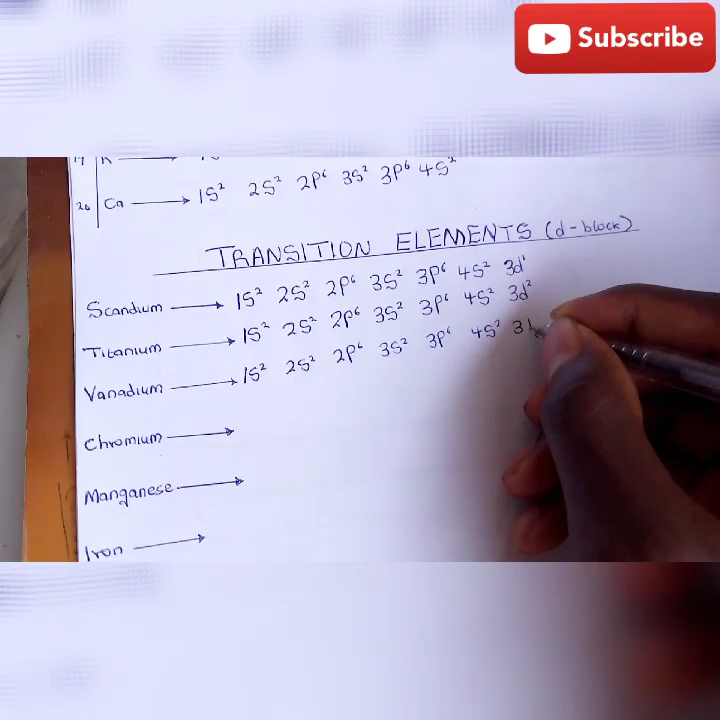 Subscribe
19 K →
20 Ca → 1S² 2S² 2P⁶ 3S² 3P⁶ 4S²
TRANSITION ELEMENTS (d-block)
Scandium → 1S² 2S² 2P⁶ 3S² 3P⁶ 4S² 3d¹
Titanium → 1S² 2S² 2P⁶ 3S² 3P⁶ 4S² 3d²
Vanadium → 1S² 2S² 2P⁶ 3S² 3P⁶ 4S² 3
Chromium →
Manganese →
Iron →